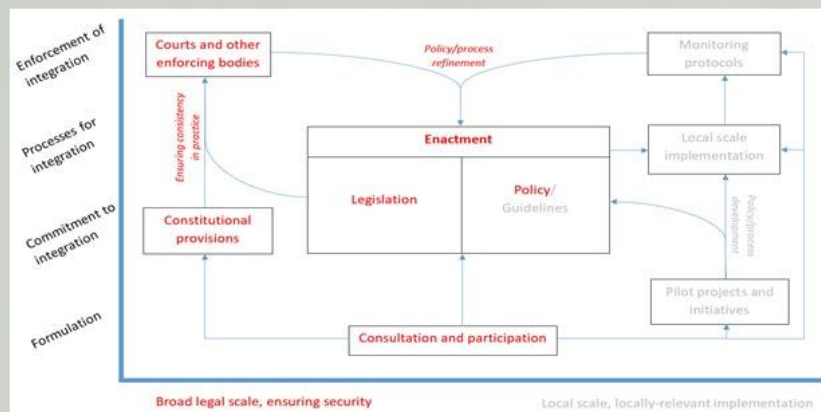 Enforcement of
integration
Courts and other
enforcing bodies
Policy/process
refinement
Monitoring
protocols
Processes for
integration
Ensuring consistency
in practice
Enactment
Local scale
implementation
Legislation
Policy/
Guidelines
Commitment to
integration
Constitutional
provisions
Policy/process
development
Pilot projects and
initiatives
Formulation
Consultation and participation
Broad legal scale, ensuring security
Local scale, locally-relevant implementation